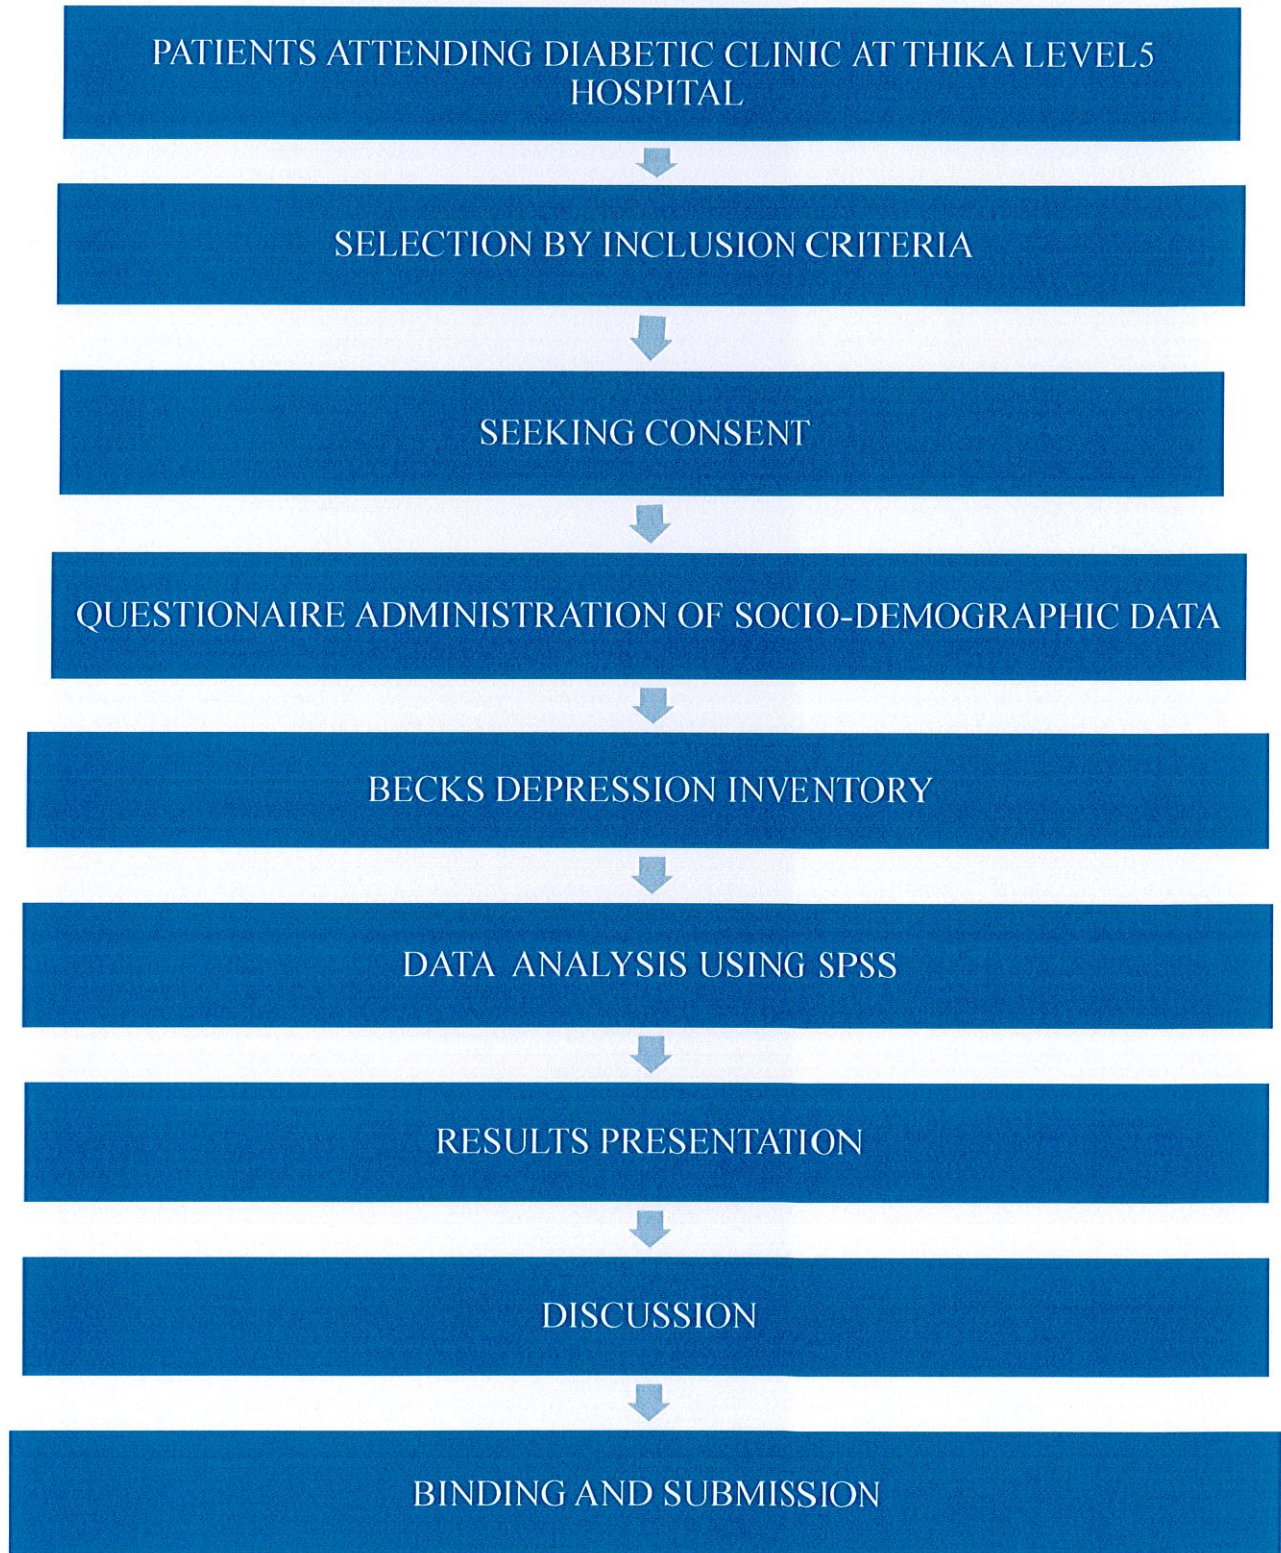 PATIENTS ATTENDING DIABETIC CLINIC AT THIKA LEVEL5
HOSPITAL
SELECTION BY INCLUSION CRITERIA
SEEKING CONSENT
QUESTIONAIRE ADMINISTRATION OF SOCIO-DEMOGRAPHIC DATA
BECKS DEPRESSION INVENTORY
DATA ANALYSIS USING SPSS
RESULTS PRESENTATION
DISCUSSION
BINDING AND SUBMISSION